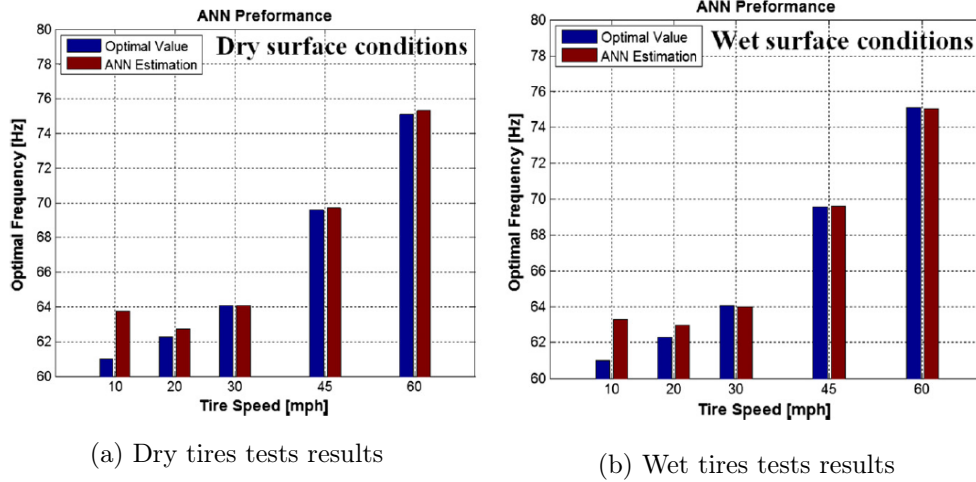 ANN Preformance
Optimal Value
ANN Estimation
Dry surface conditions
Optimal Frequency [Hz]
80
78
76
74
72
70
68
66
64
62
60
10 20 30 45 60
Tire Speed [mph]
(a) Dry tires tests results
ANN Preformance
Optimal Value
ANN Estimation
Wet surface conditions
Optimal Frequency [Hz]
80
78
76
74
72
70
68
66
64
62
60
10 20 30 45 60
Tire Speed [mph]
(b) Wet tires tests results